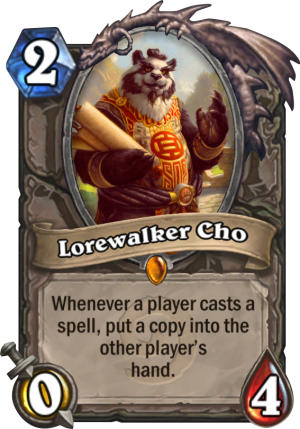 2
Lorewalker Cho
Whenever a player casts a
spell, put a copy into the
other player's
hand.
0
4